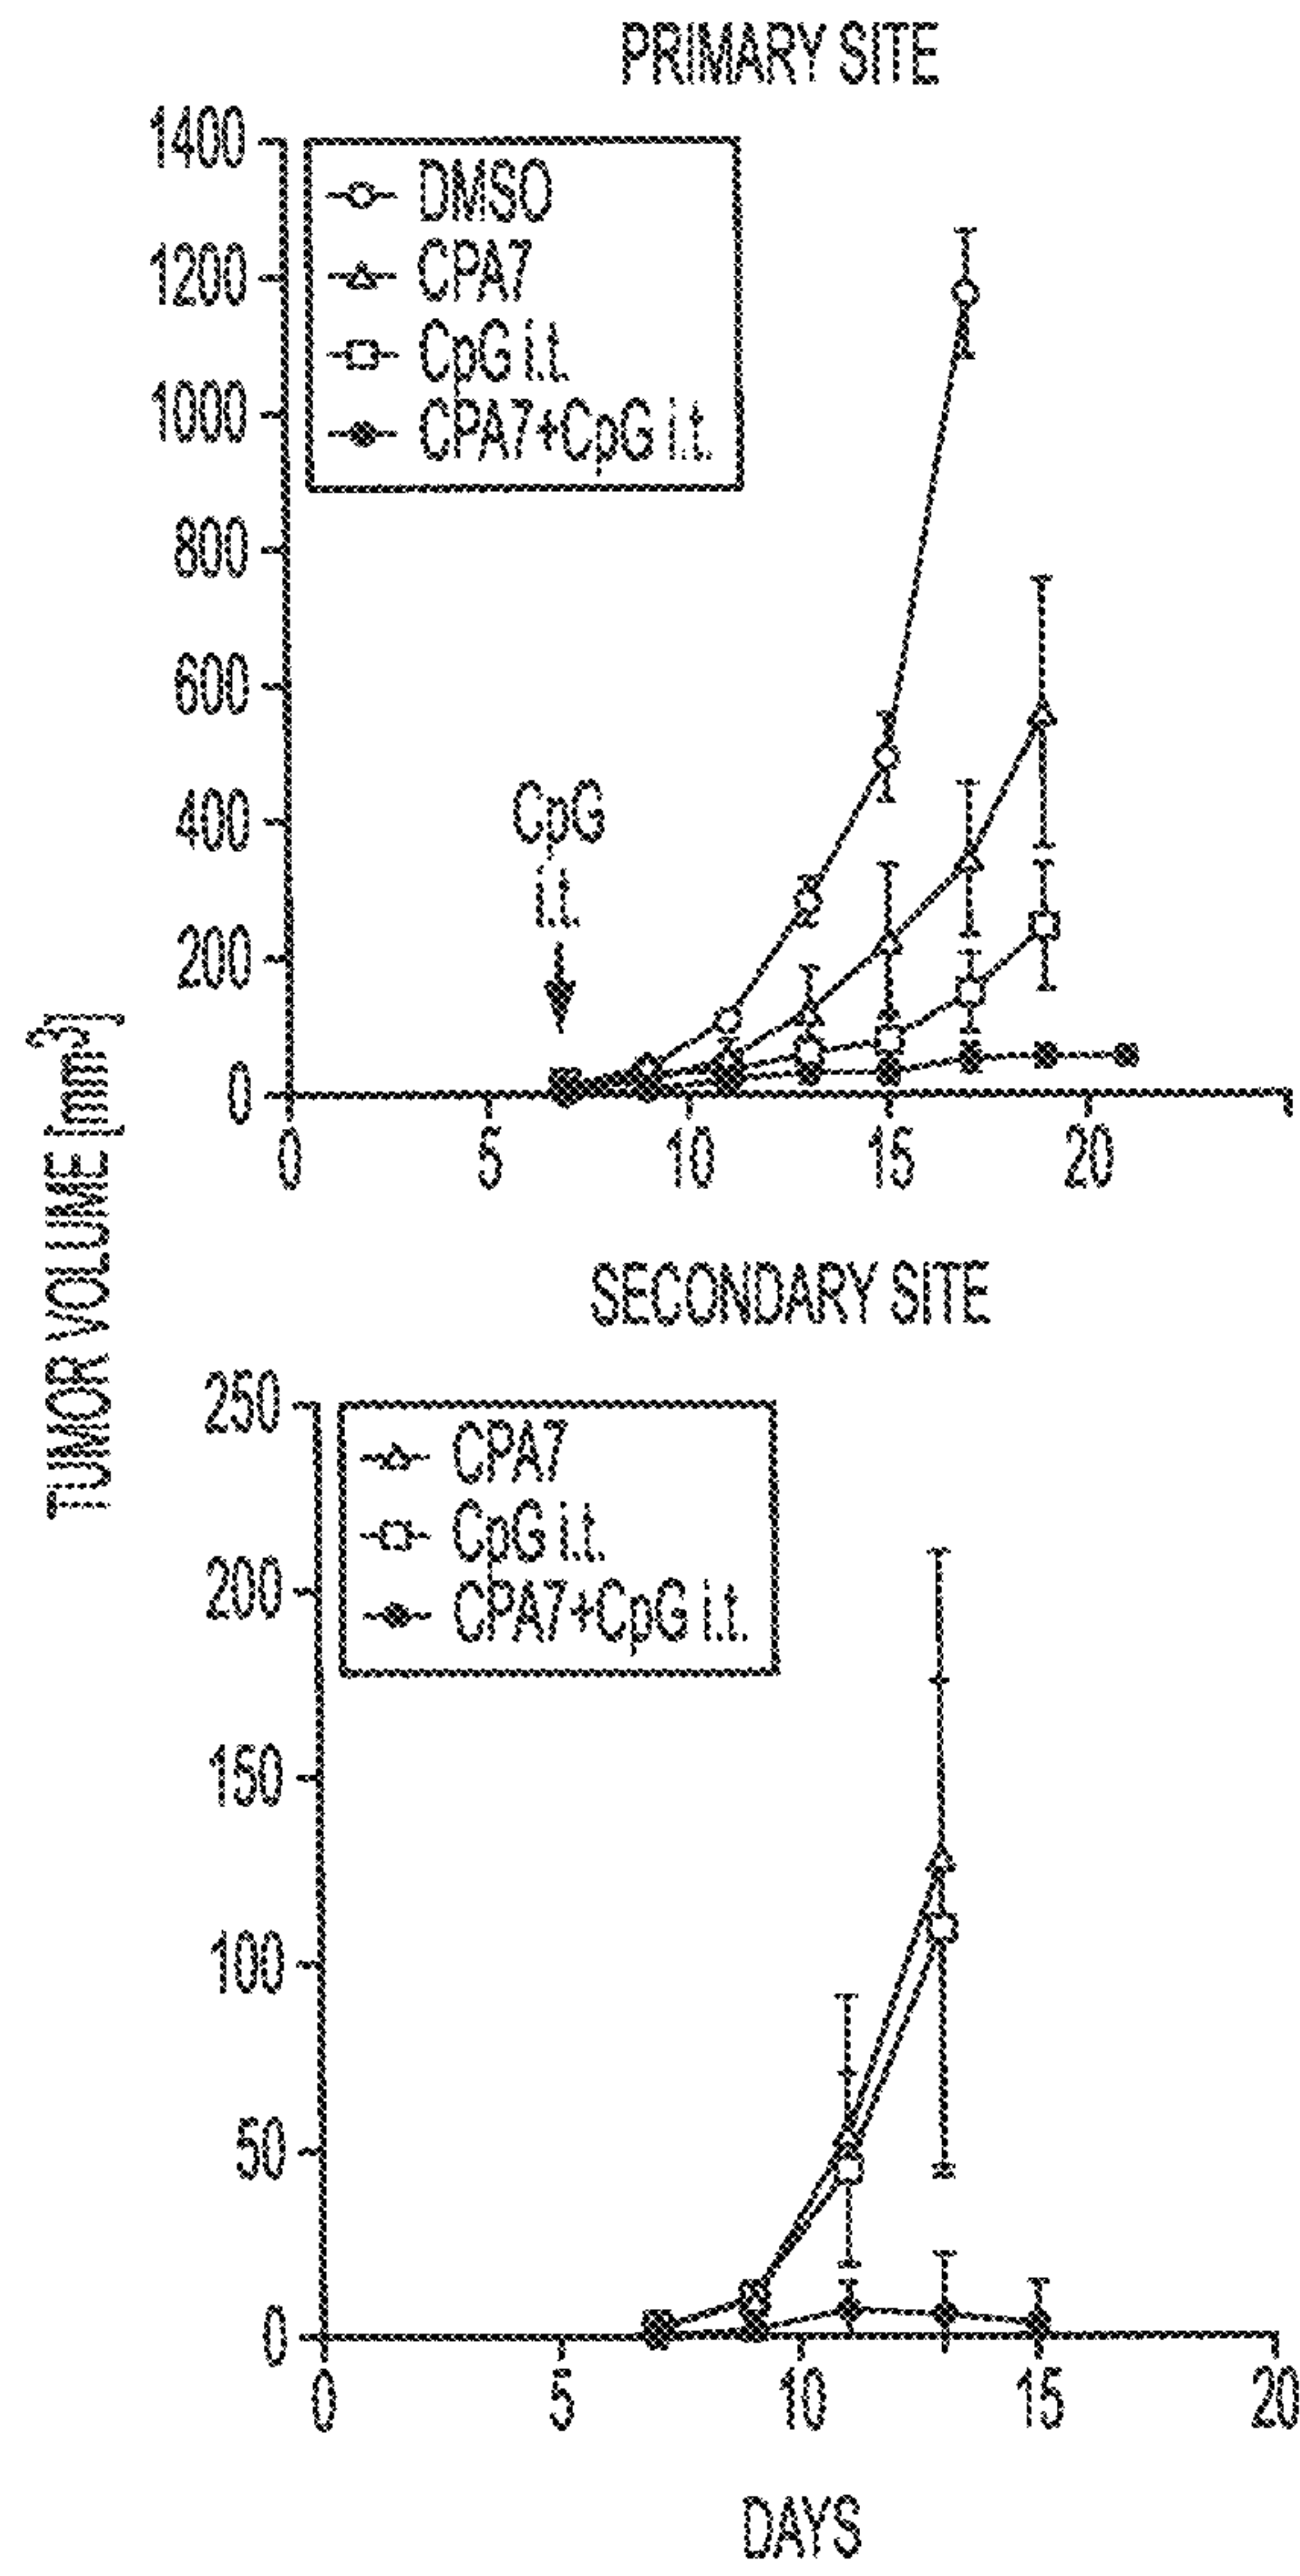 PRIMARY SITE
1400
1200
1000
800
600
400
200
0
DMSO
CPA7
CpG i.t.
CPA7+CpG i.t.
CpG
i.t.
0 5 10 15 20
TUMOR VOLUME [mm³]
SECONDARY SITE
250
200
150
100
50
0
CPA7
CpG i.t.
CPA7+CpG i.t.
0 5 10 15 20
DAYS